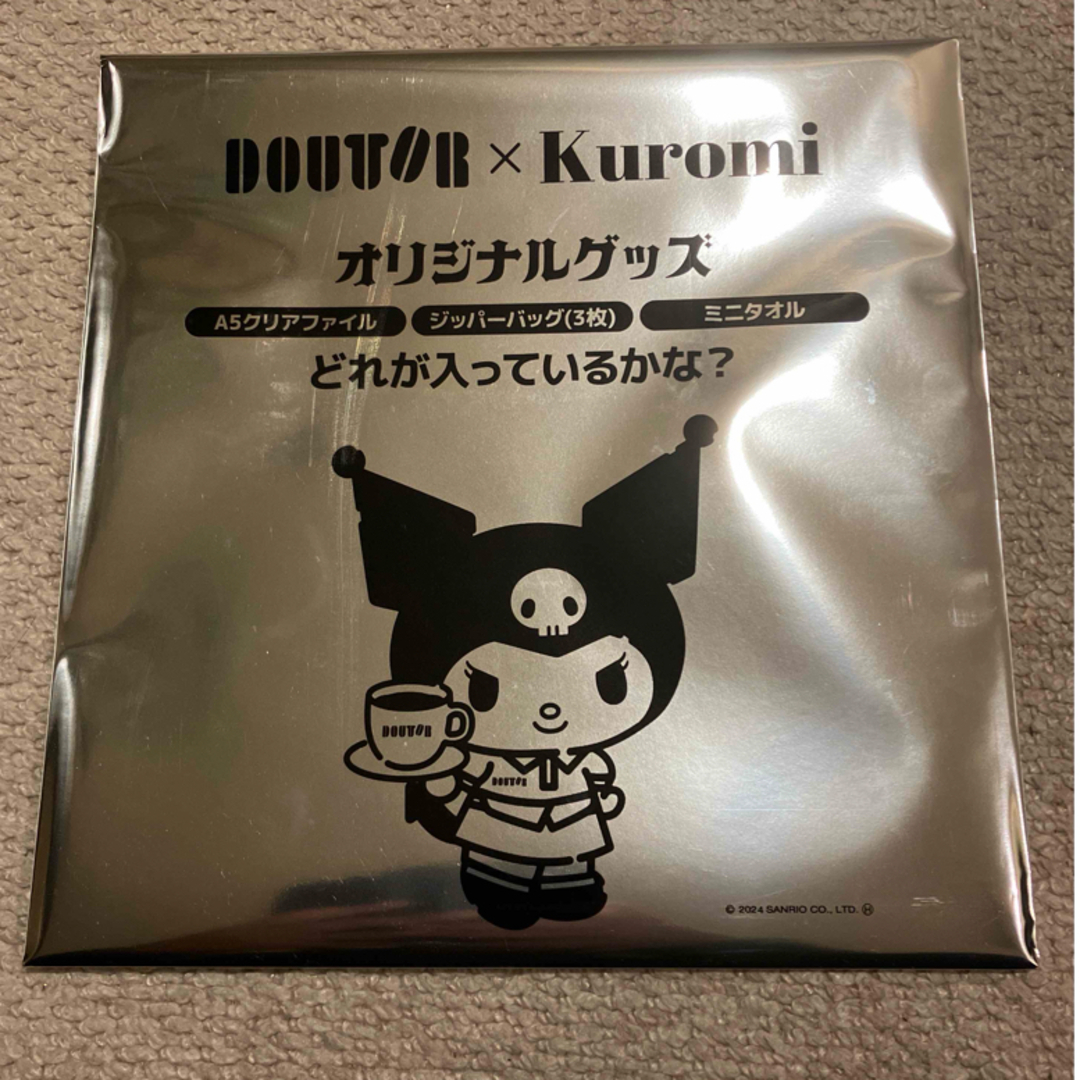 DOUTOR × Kuromi
オリジナルグッズ
A5クリアファイル ジッパーバッグ(3枚) ミニタオル
どれが入っているかな？
DOUTOR
DOUTOR
© 2024 SANRIO CO., LTD. Ⓗ